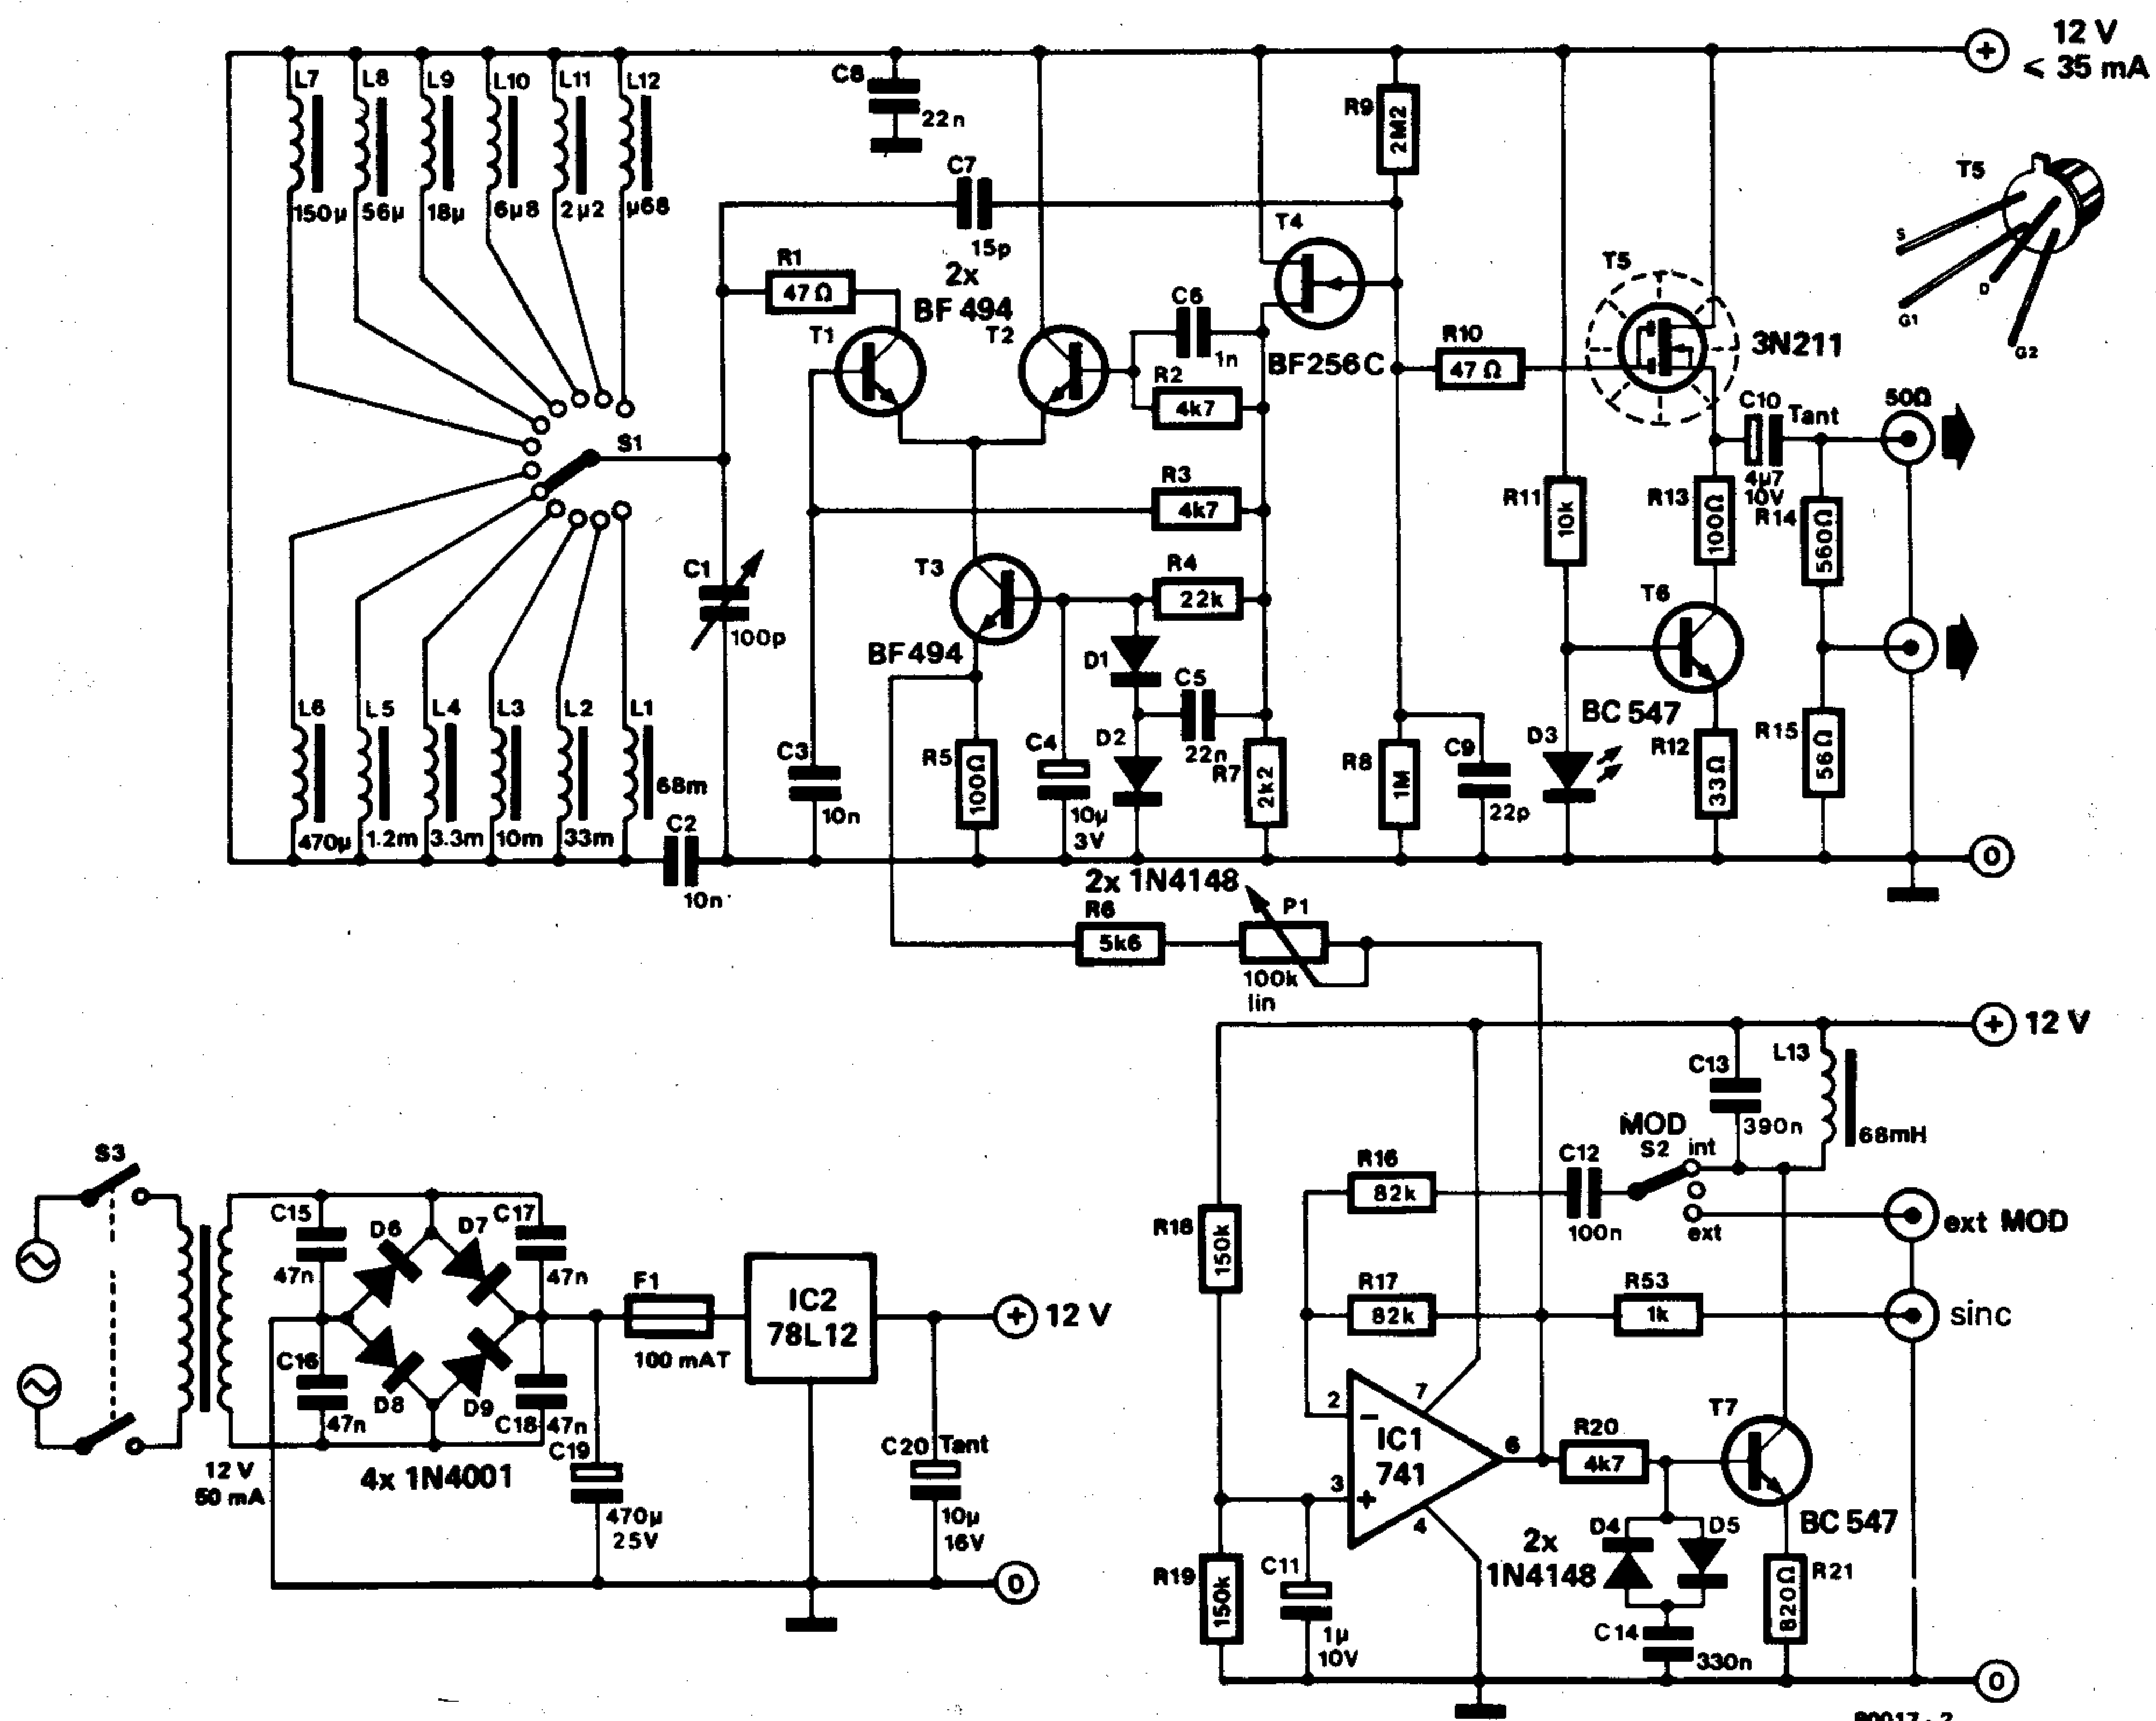 12 V
< 35 mA
L7
L8
L9
L10
L11
L12
C8
22n
R9
2M2
150µ
56µ
18µ
6µ8
2µ2
µ68
C7
15p
T4
T5
S
G1
D
G2
R1
47Ω
2x
BF 494
T1
T2
C6
1n
R2
4k7
BF256C
R10
47 Ω
T5
3N211
C10
Tant
4µ7
10V
50Ω
S1
R3
4k7
R11
10k
R13
100Ω
R14
560Ω
C1
100p
T3
BF494
R4
22k
T6
BC 547
D1
C5
22n
L6
L5
L4
L3
L2
L1
68m
470µ
1.2m
3.3m
10m
33m
C2
10n
C3
10n
R5
100Ω
C4
10µ
3V
D2
R7
2k2
R8
1M
C9
22p
D3
R12
33Ω
R15
56Ω
0
2x 1N4148
R6
5k6
P1
100k
lin
+ 12 V
C13
390n
L13
68mH
MOD
S2
int
ext
C12
100n
R16
82k
ext MOD
R18
150k
R17
82k
R53
1k
sinc
S3
C15
47n
D6
D7
C17
47n
F1
100 mAT
IC2
78L12
+ 12 V
C16
47n
D8
D9
C18
47n
12 V
50 mA
4x 1N4001
C19
470µ
25V
C20
Tant
10µ
16V
0
2
3
7
4
6
IC1
741
R20
4k7
T7
BC 547
R19
150k
C11
1µ
10V
2x
1N4148
D4
D5
C14
330n
R21
820Ω
0